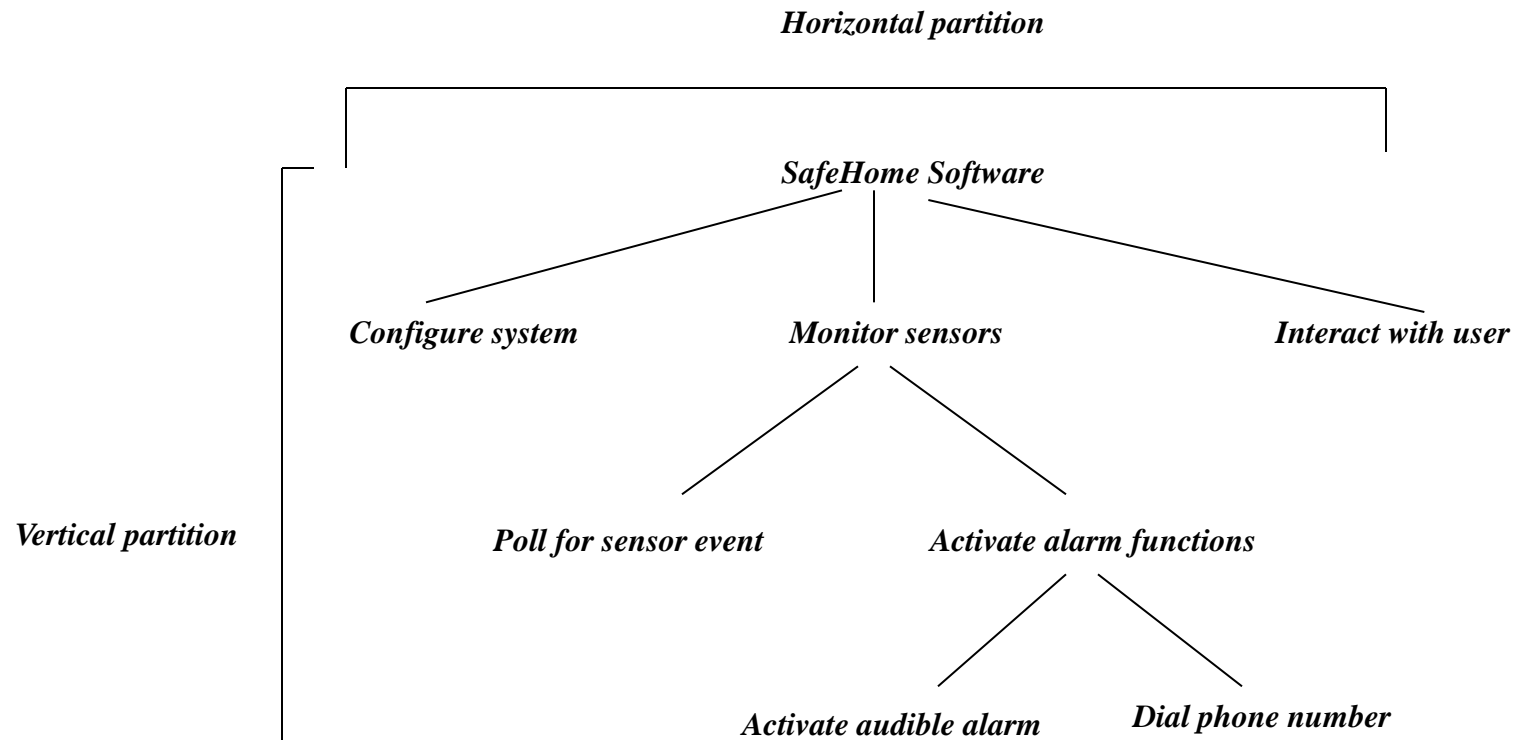 Horizontal partition
SafeHome Software
Configure system
Monitor sensors
Interact with user
Vertical partition
Poll for sensor event
Activate alarm functions
Activate audible alarm
Dial phone number